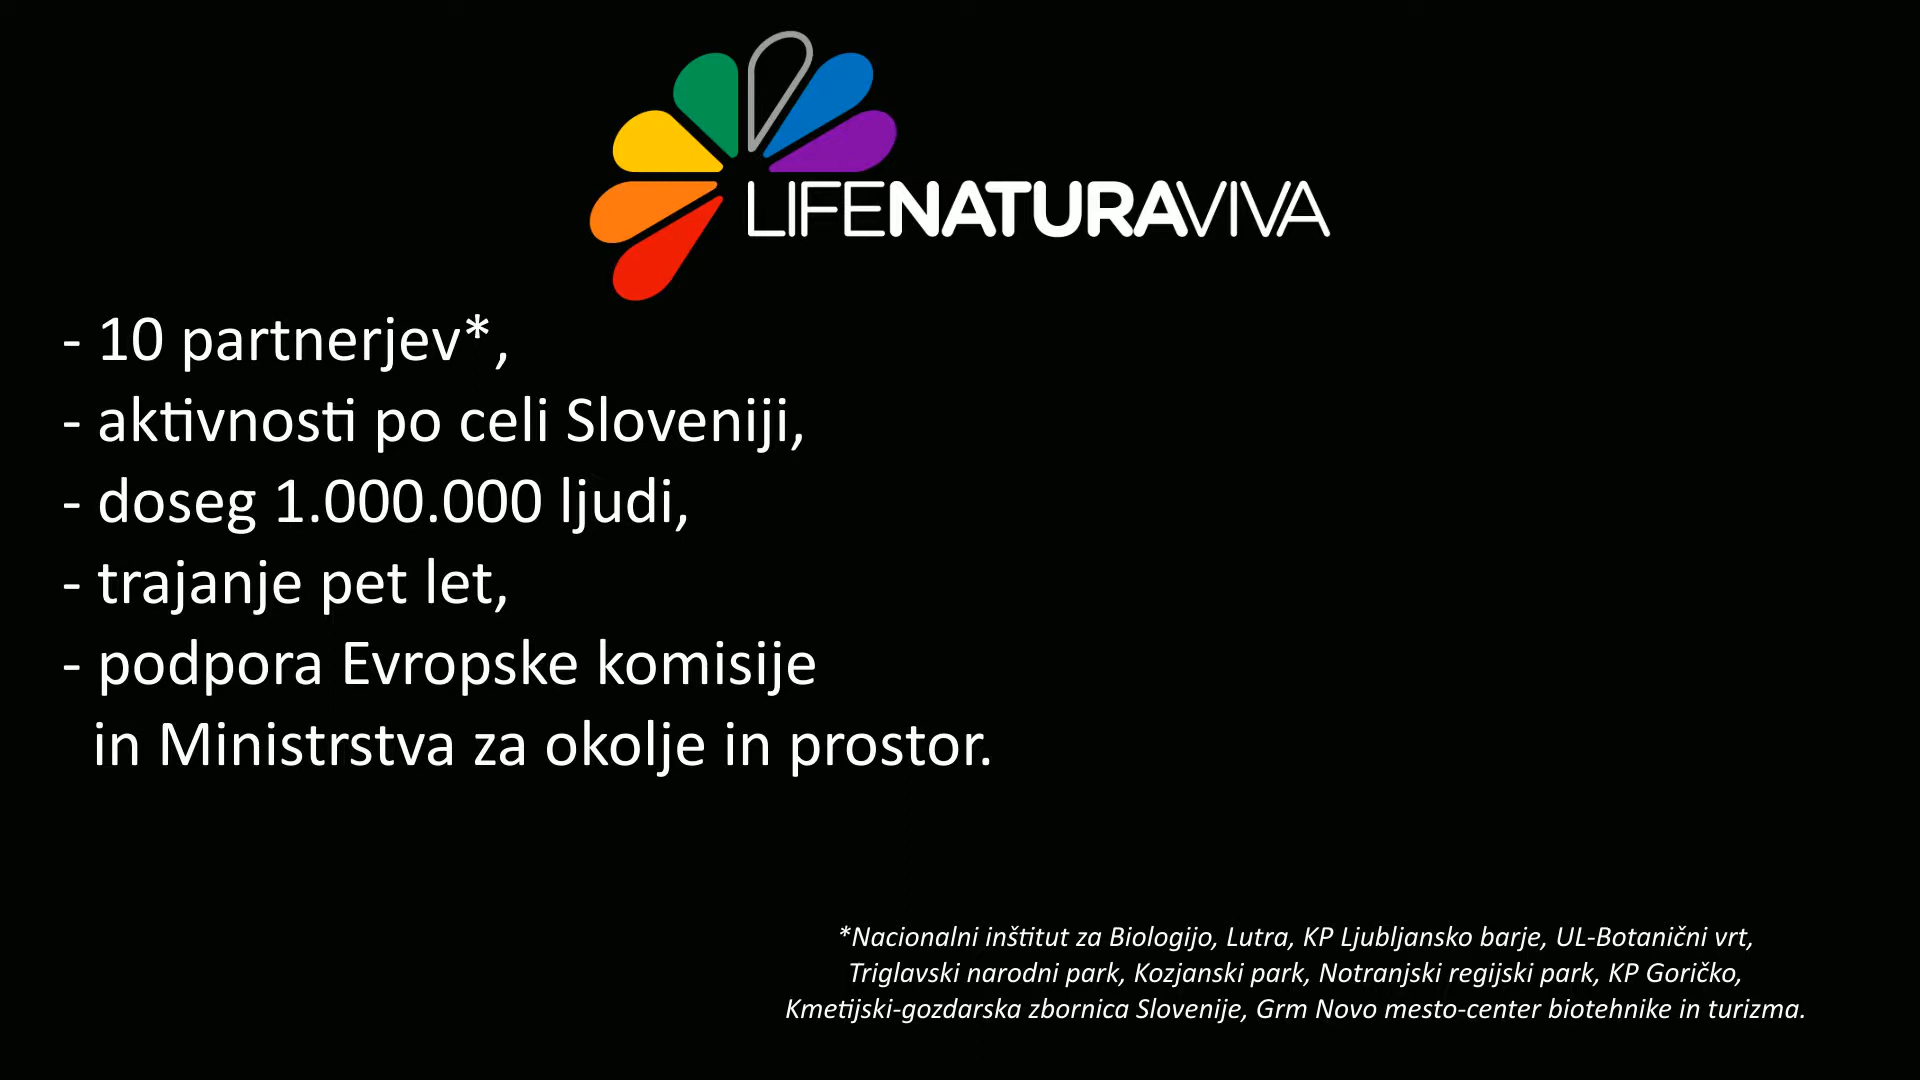 LIFENATURAVIVA
- 10 partnerjev*,
- aktivnosti po celi Sloveniji,
- doseg 1.000.000 ljudi,
- trajanje pet let,
- podpora Evropske komisije
in Ministrstva za okolje in prostor.
*Nacionalni inštitut za Biologijo, Lutra, KP Ljubljansko barje, UL-Botanični vrt,
Triglavski narodni park, Kozjanski park, Notranjski regijski park, KP Goričko,
Kmetijski-gozdarska zbornica Slovenije, Grm Novo mesto-center biotehnike in turizma.